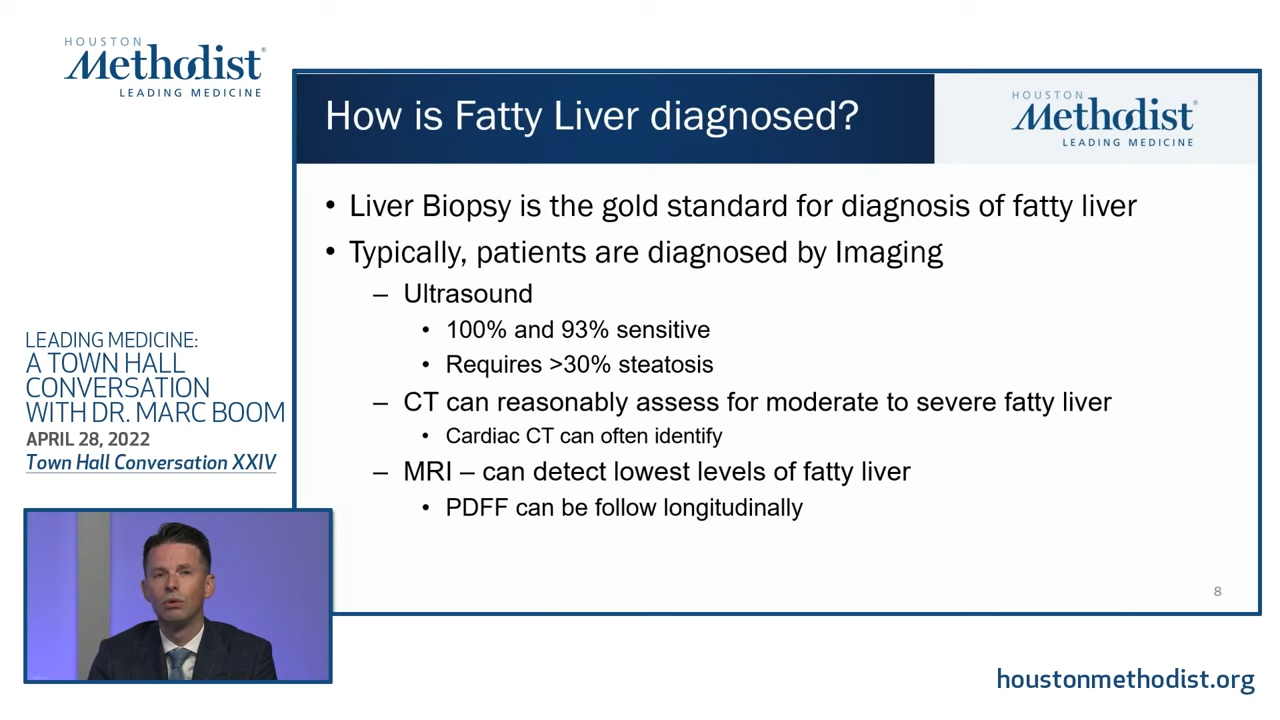 HOUSTON
Methodist®
LEADING MEDICINE
How is Fatty Liver diagnosed?
HOUSTON
Methodist®
LEADING MEDICINE
• Liver Biopsy is the gold standard for diagnosis of fatty liver
• Typically, patients are diagnosed by Imaging
– Ultrasound
• 100% and 93% sensitive
• Requires >30% steatosis
– CT can reasonably assess for moderate to severe fatty liver
• Cardiac CT can often identify
– MRI – can detect lowest levels of fatty liver
• PDFF can be follow longitudinally
8
LEADING MEDICINE:
A TOWN HALL
CONVERSATION
WITH DR. MARC BOOM
APRIL 28, 2022
Town Hall Conversation XXIV
houstonmethodist.org